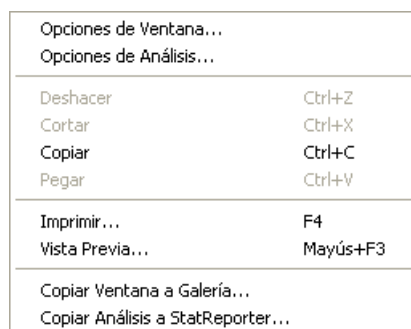 Opciones de Ventana...
Opciones de Análisis...
Deshacer Ctrl+Z
Cortar Ctrl+X
Copiar Ctrl+C
Pegar Ctrl+V
Imprimir... F4
Vista Previa... Mayús+F3
Copiar Ventana a Galería...
Copiar Análisis a StatReporter...